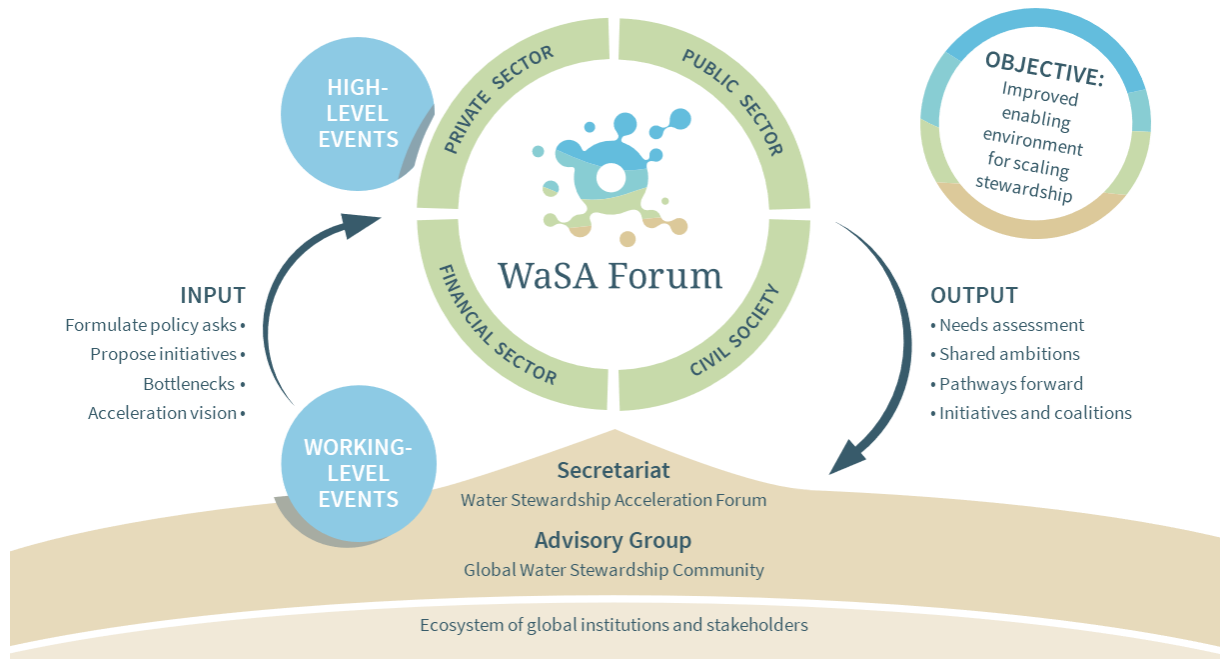 HIGH-
LEVEL
EVENTS
PRIVATE SECTOR
PUBLIC SECTOR
FINANCIAL SECTOR
CIVIL SOCIETY
WaSA Forum
OBJECTIVE:
Improved
enabling
environment
for scaling
stewardship
INPUT
Formulate policy asks •
Propose initiatives •
Bottlenecks •
Acceleration vision •
OUTPUT
• Needs assessment
• Shared ambitions
• Pathways forward
• Initiatives and coalitions
WORKING-
LEVEL
EVENTS
Secretariat
Water Stewardship Acceleration Forum
Advisory Group
Global Water Stewardship Community
Ecosystem of global institutions and stakeholders